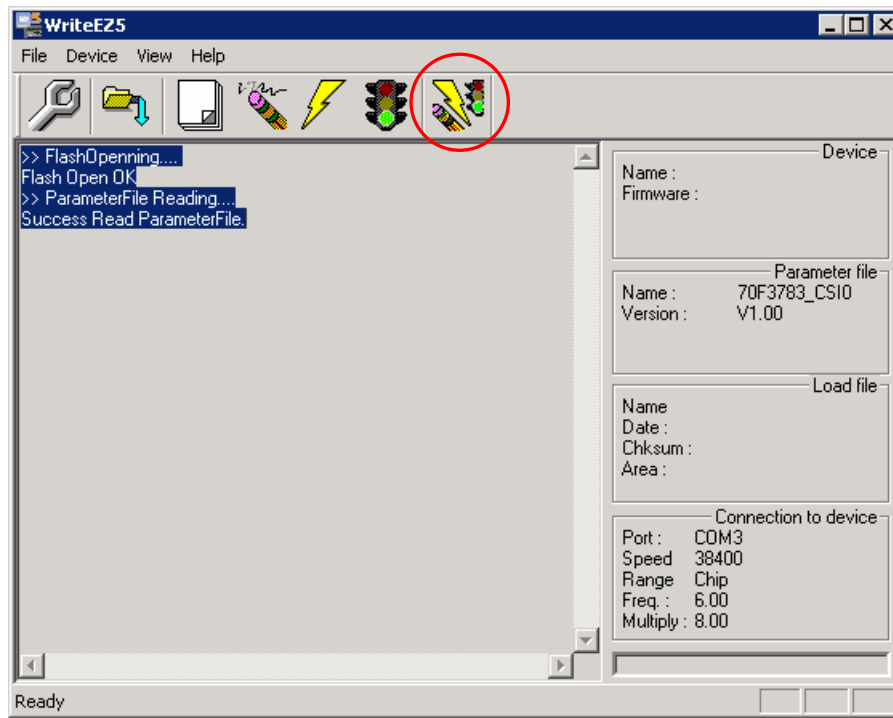 WriteEZ5
File Device View Help
>> FlashOpenning....
Flash Open OK
>> ParameterFile Reading....
Success Read ParameterFile.
Device
Name :
Firmware :
Parameter file
Name : 70F3783_CSI0
Version : V1.00
Load file
Name
Date :
Chksum :
Area :
Connection to device
Port : COM3
Speed 38400
Range Chip
Freq. : 6.00
Multiply : 8.00
Ready